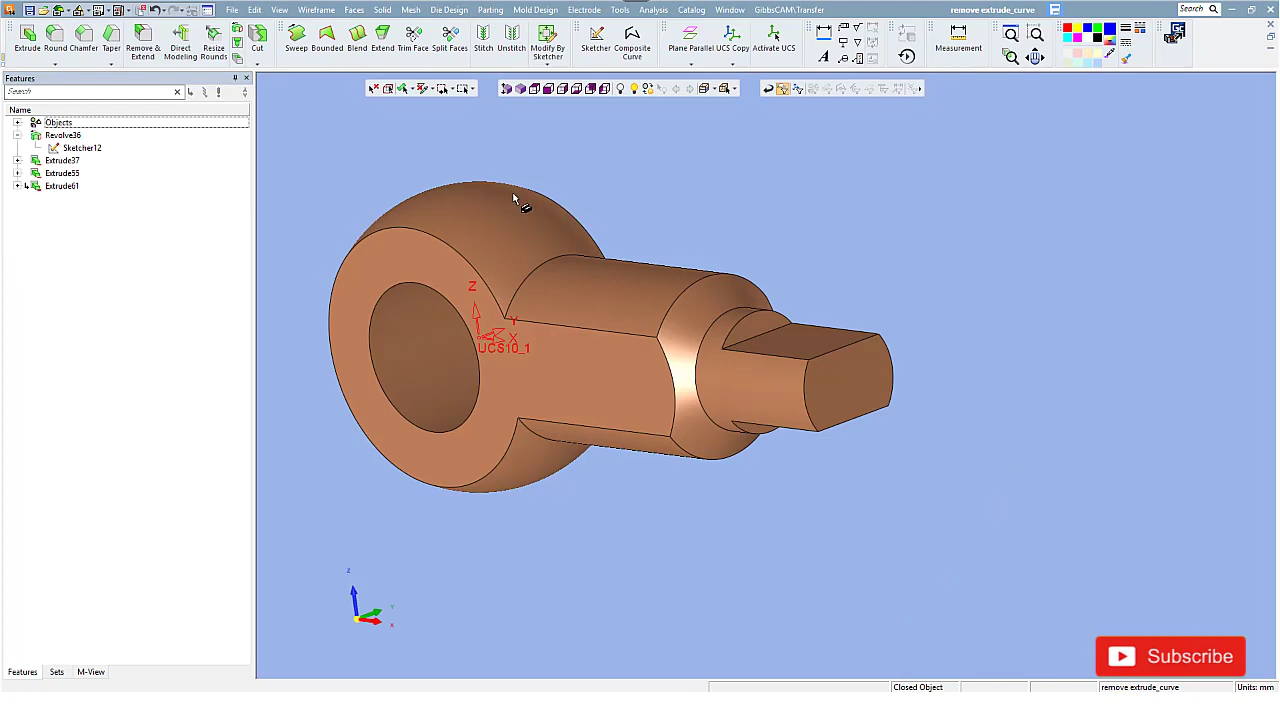 File Edit View Wireframe Faces Solid Mesh Die Design Parting Mold Design Electrode Tools Analysis Catalog Window GibbsCAM\Transfer remove extrude_curve Search
Extrude Round Chamfer Taper Remove & Extend Direct Modeling Resize Rounds Cut Sweep Bounded Blend End Trim/Ext. Split Faces Stitch Unstitch Modify By Sketcher Sketcher Composite Curve Plane Parallel UCS Copy Activate UCS Measurement
Features
Search
Name
Objects
Revolve36
Sketcher12
Extrude37
Extrude55
Extrude61
Z
Y
X
UCS10_1
Z
Y
X
Subscribe
Features Sets M-View
Closed Object remove extrude_curve Units: mm